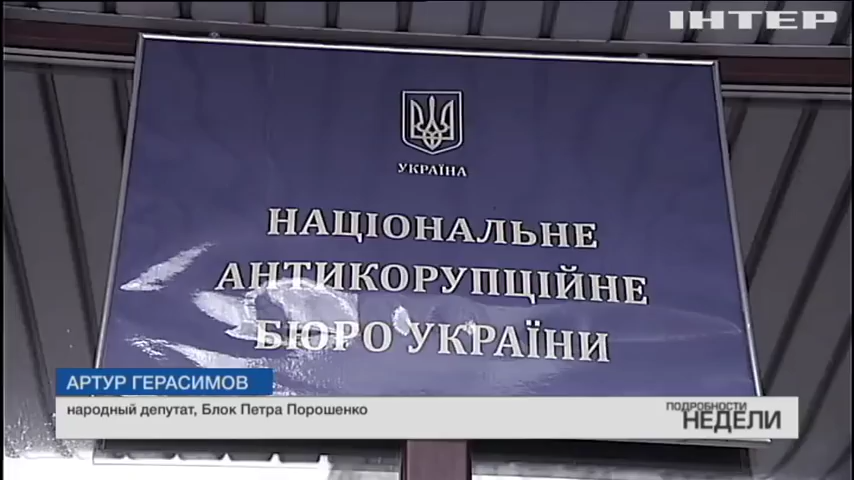 ІНТЕР
УКРАЇНА
НАЦІОНАЛЬНЕ
АНТИКОРУПЦІЙНЕ
БЮРО УКРАЇНИ
АРТУР ГЕРАСИМОВ
народный депутат, Блок Петра Порошенко
ПОДРОБНОСТИ
НЕДЕЛИ